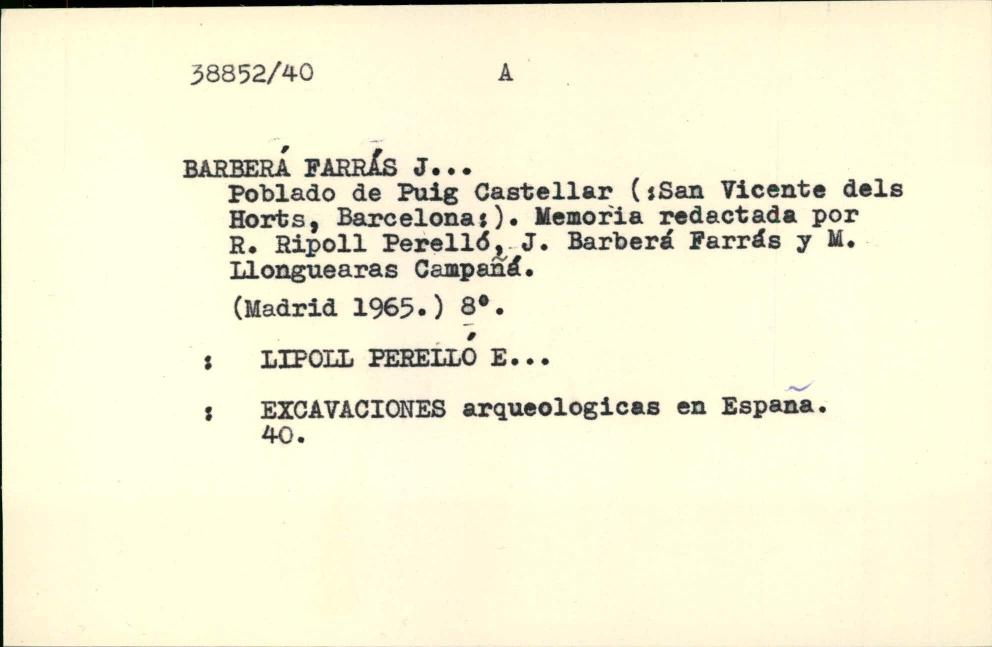 38852/40 A
BARBERÁ FARRÁS J...
Poblado de Puig Castellar (:San Vicente dels
Horts, Barcelona:). Memoria redactada por
R. Ripoll Perelló, J. Barberá Farrás y M.
Llonguearas Campañá.
(Madrid 1965.) 8°.
: LIPOLL PERELLÓ E...
: EXCAVACIONES arqueologicas en España.
40.